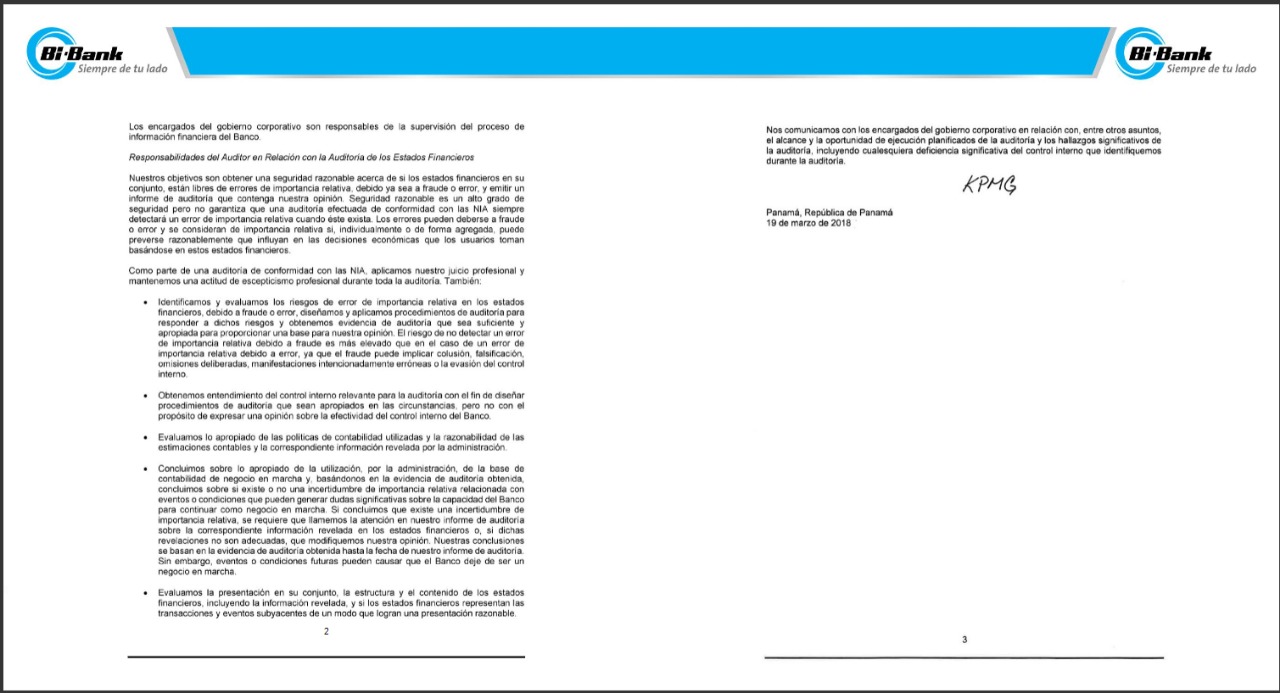 Bi-Bank
Siempre de tu lado
Los encargados del gobierno corporativo son responsables de la supervisión del proceso de
información financiera del Banco.
Responsabilidades del Auditor en Relación con la Auditoría de los Estados Financieros
Nuestros objetivos son obtener una seguridad razonable acerca de si los estados financieros en su
conjunto, están libres de errores de importancia relativa, debido ya sea a fraude o error, y emitir un
informe de auditoría que contenga nuestra opinión. Seguridad razonable es un alto grado de
seguridad pero no garantiza que una auditoría efectuada de conformidad con las NIA siempre
detectará un error de importancia relativa cuando éste exista. Los errores pueden deberse a fraude
o error y se consideran de importancia relativa si, individualmente o de forma agregada, puede
preverse razonablemente que influyan en las decisiones económicas que los usuarios toman
basándose en estos estados financieros.
Como parte de una auditoría de conformidad con las NIA, aplicamos nuestro juicio profesional y
mantenemos una actitud de escepticismo profesional durante toda la auditoría. También:
• Identificamos y evaluamos los riesgos de error de importancia relativa en los estados
financieros, debido a fraude o error, diseñamos y aplicamos procedimientos de auditoría para
responder a dichos riesgos y obtenemos evidencia de auditoría que sea suficiente y
apropiada para proporcionar una base para nuestra opinión. El riesgo de no detectar un error
de importancia relativa debido a fraude es más elevado que en el caso de un error de
importancia relativa debido a error, ya que el fraude puede implicar colusión, falsificación,
omisiones deliberadas, manifestaciones intencionadamente erróneas o la evasión del control
interno.
• Obtenemos entendimiento del control interno relevante para la auditoría con el fin de diseñar
procedimientos de auditoría que sean apropiados en las circunstancias, pero no con el
propósito de expresar una opinión sobre la efectividad del control interno del Banco.
• Evaluamos lo apropiado de las políticas de contabilidad utilizadas y la razonabilidad de las
estimaciones contables y la correspondiente información revelada por la administración.
• Concluimos sobre lo apropiado de la utilización, por la administración, de la base de
contabilidad de negocio en marcha y, basándonos en la evidencia de auditoría obtenida,
concluimos sobre si existe o no una incertidumbre de importancia relativa relacionada con
eventos o condiciones que pueden generar dudas significativas sobre la capacidad del Banco
para continuar como negocio en marcha. Si concluimos que existe una incertidumbre de
importancia relativa, se requiere que llamemos la atención en nuestro informe de auditoría
sobre la correspondiente información revelada en los estados financieros o, si dichas
revelaciones no son adecuadas, que modifiquemos nuestra opinión. Nuestras conclusiones
se basan en la evidencia de auditoría obtenida hasta la fecha de nuestro informe de auditoría.
Sin embargo, eventos o condiciones futuras pueden causar que el Banco deje de ser un
negocio en marcha.
• Evaluamos la presentación en su conjunto, la estructura y el contenido de los estados
financieros, incluyendo la información revelada, y si los estados financieros representan las
transacciones y eventos subyacentes de un modo que logran una presentación razonable.
2
Bi-Bank
Siempre de tu lado
Nos comunicamos con los encargados del gobierno corporativo en relación con, entre otros asuntos,
el alcance y la oportunidad de ejecución planificados de la auditoría y los hallazgos significativos de
la auditoría, incluyendo cualesquiera deficiencia significativa del control interno que identifiquemos
durante la auditoría.
KPMG
Panamá, República de Panamá
19 de marzo de 2018
3